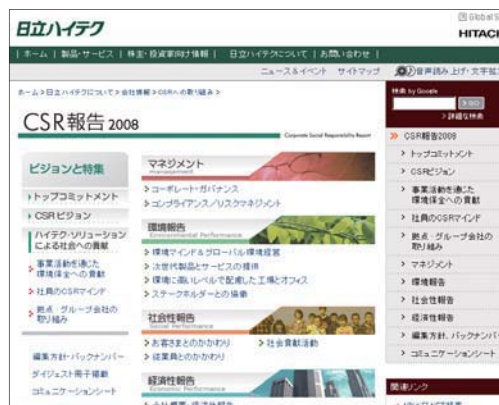 Global S
日立ハイテク
HITACH
| ホーム | 製品・サービス | 株主・投資家向け情報 | 日立ハイテクについて | お問い合わせ |
ニュース＆イベント サイトマップ 音声読み上げ・文字拡
ホーム > 日立ハイテクについて > 会社情報 > CSRへの取り組み >
CSR報告 2008
Corporate Social Responsibility Report
ビジョンと特集
トップコミットメント
CSRビジョン
ハイテク・ソリューション
による社会への貢献
事業活動を通じた
環境保全への貢献
社員のCSRマインド
拠点・グループ会社の
取り組み
編集方針・バックナンバー
ダイジェスト冊子掲載
コミュニケーションシート
マネジメント
management
コーポレート・ガバナンス
コンプライアンス/リスクマネジメント
環境報告
Environmental Performance
環境マインド＆グローバル環境経営
次世代製品とサービスの提供
環境に高いレベルで配慮した工場とオフィス
ステークホルダーとの協働
社会性報告
Social Performance
お客さまとのかかわり
社会貢献活動
従業員とのかかわり
経済性報告
Economic Performance
検索 by Google
GO
> 詳細な検索
CSR報告2008
> トップコミットメント
> CSRビジョン
> 事業活動を通じた
環境保全への貢献
> 社員のCSRマインド
> 拠点・グループ会社の
取り組み
> マネジメント
> 環境報告
> 社会性報告
> 経済性報告
> 編集方針、バックナンバー
> コミュニケーションシート
関連リンク